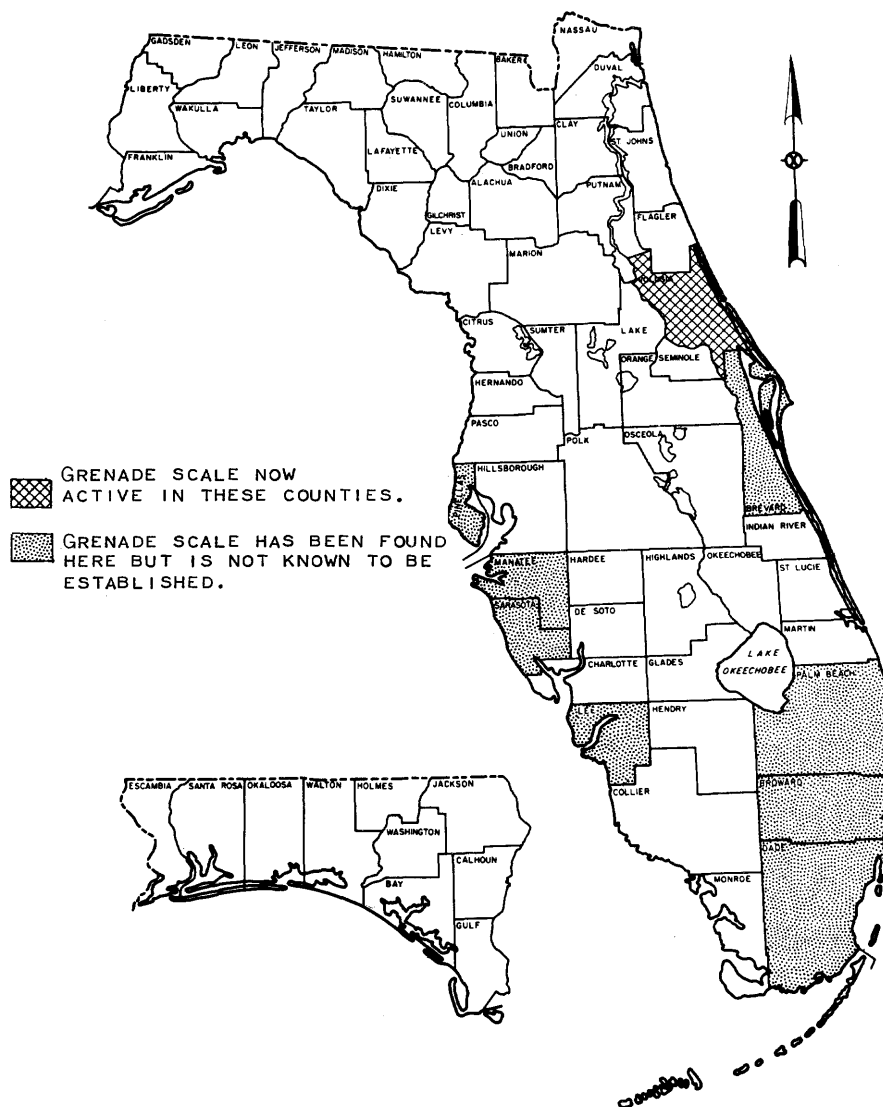 NASSAU
GADSDEN
LEON
JEFFERSON
MADISON
HAMILTON
BAKER
DUVAL
LIBERTY
WAKULLA
TAYLOR
SUWANNEE
COLUMBIA
UNION
CLAY
ST JOHNS
FRANKLIN
LAFAYETTE
BRADFORD
DIXIE
GILCHRIST
ALACHUA
PUTNAM
FLAGLER
LEVY
MARION
VOLUSIA
CITRUS
SUMTER
LAKE
ORANGE
SEMINOLE
HERNANDO
PASCO
POLK
OSCEOLA
HILLSBOROUGH
BREVARD
INDIAN RIVER
GRENADE SCALE NOW
ACTIVE IN THESE COUNTIES.
GRENADE SCALE HAS BEEN FOUND
HERE BUT IS NOT KNOWN TO BE
ESTABLISHED.
MANATEE
HARDEE
HIGHLANDS
OKEECHOBEE
ST LUCIE
SARASOTA
DE SOTO
MARTIN
CHARLOTTE
GLADES
LAKE
OKEECHOBEE
PALM BEACH
LEE
HENDRY
COLLIER
BROWARD
DADE
MONROE
ESCAMBIA
SANTA ROSA
OKALOOSA
WALTON
HOLMES
JACKSON
WASHINGTON
CALHOUN
BAY
GULF